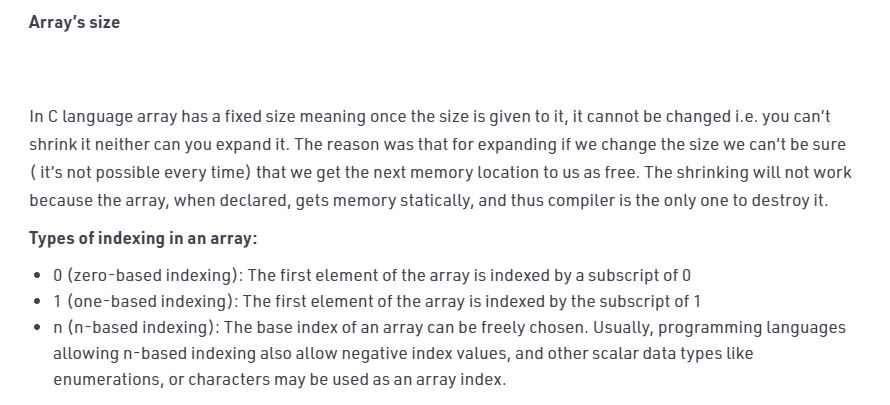 Array's size
In C language array has a fixed size meaning once the size is given to it, it cannot be changed i.e. you can't
shrink it neither can you expand it. The reason was that for expanding if we change the size we can't be sure
( it's not possible every time) that we get the next memory location to us as free. The shrinking will not work
because the array, when declared, gets memory statically, and thus compiler is the only one to destroy it.
Types of indexing in an array:
• 0 (zero-based indexing): The first element of the array is indexed by a subscript of 0
• 1 (one-based indexing): The first element of the array is indexed by the subscript of 1
• n (n-based indexing): The base index of an array can be freely chosen. Usually, programming languages
allowing n-based indexing also allow negative index values, and other scalar data types like
enumerations, or characters may be used as an array index.